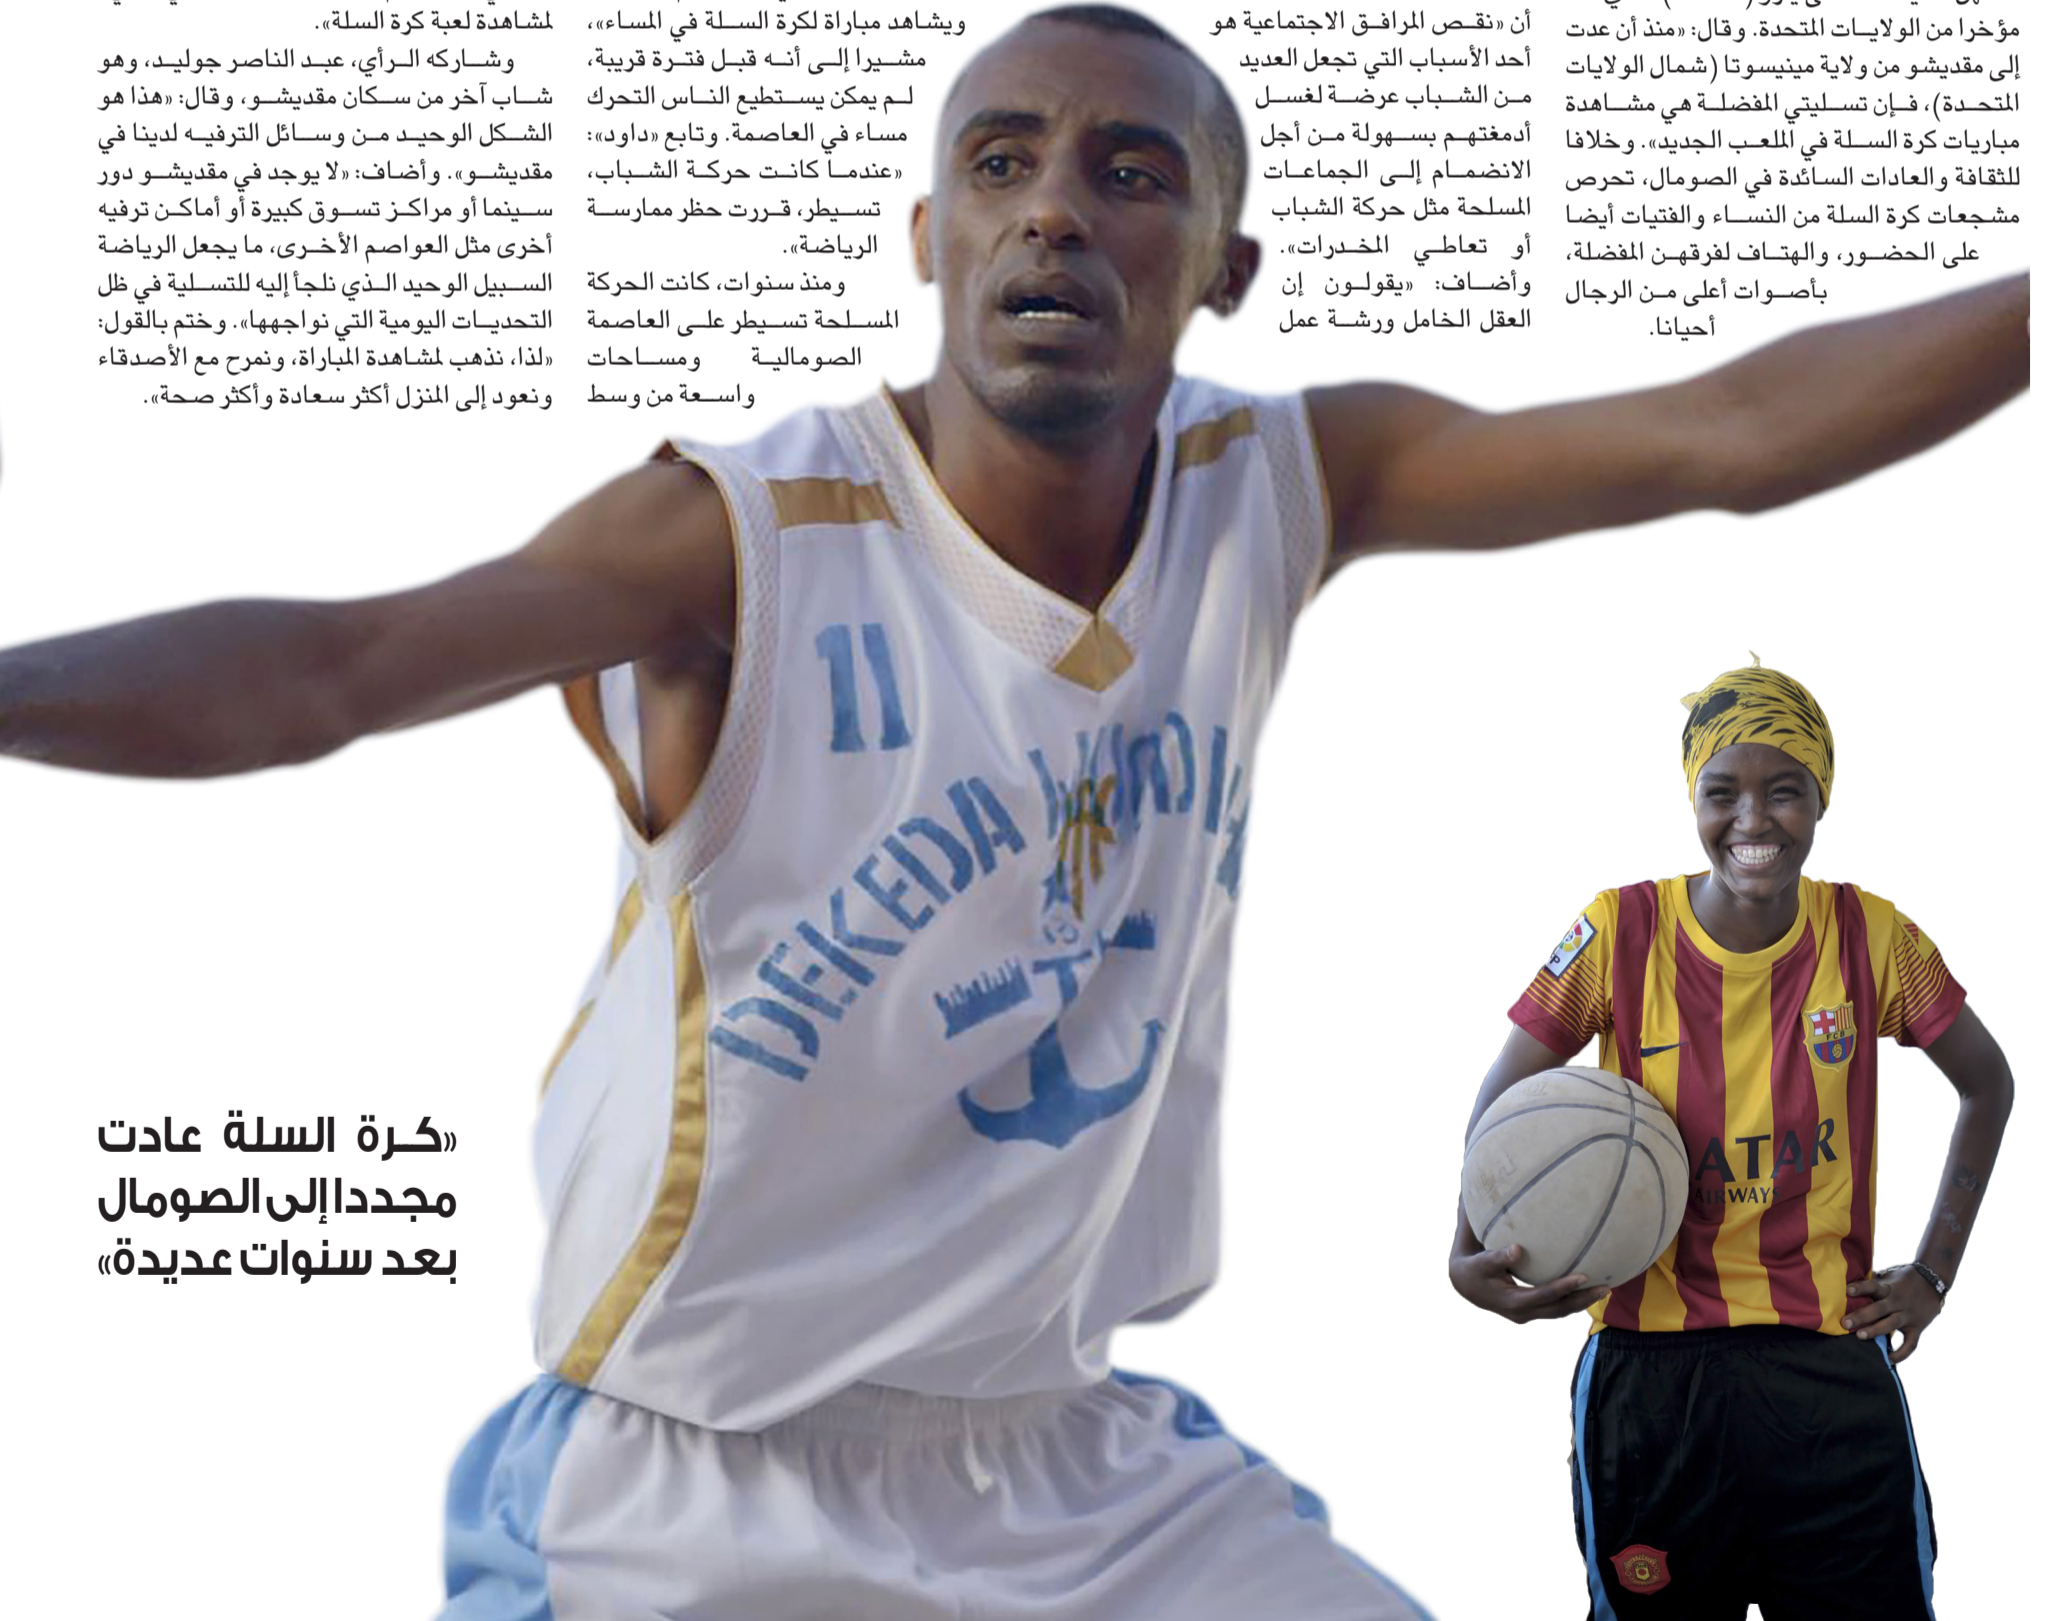 مؤخرا من الولايات المتحدة. وقال: «منذ أن عدت
إلى مقديشو من ولاية مينيسوتا (شمال الولايات
المتحدة)، فإن تسليتي المفضلة هي مشاهدة
مباريات كرة السلة في الملعب الجديد». وخلافا
للثقافة والعادات السائدة في الصومال، تحرص
مشجعات كرة السلة من النساء والفتيات أيضا
على الحضور، والهتاف لفرقهن المفضلة،
بأصوات أعلى من الرجال
أحيانا.
أن «نقص المرافق الاجتماعية هو
أحد الأسباب التي تجعل العديد
من الشباب عرضة لغسل
أدمغتهم بسهولة من أجل
الانضمام إلى الجماعات
المسلحة مثل حركة الشباب
أو تعاطي المخدرات».
وأضاف: «يقولون إن
العقل الخامل ورشة عمل
ويشاهد مباراة لكرة السلة في المساء»،
مشيرا إلى أنه قبل فترة قريبة،
لم يمكن يستطيع الناس التحرك
مساء في العاصمة. وتابع «داود»:
«عندما كانت حركة الشباب،
تسيطر، قررت حظر ممارسة
الرياضة».
ومنذ سنوات، كانت الحركة
المسلحة تسيطر على العاصمة
الصومالية ومساحات
واسعة من وسط
لمشاهدة لعبة كرة السلة».
وشاركه الرأي، عبد الناصر جوليد، وهو
شاب آخر من سكان مقديشو، وقال: «هذا هو
الشكل الوحيد من وسائل الترفيه لدينا في
مقديشو». وأضاف: «لا يوجد في مقديشو دور
سينما أو مراكز تسوق كبيرة أو أماكن ترفيه
أخرى مثل العواصم الأخرى، ما يجعل الرياضة
السبيل الوحيد الذي نلجأ إليه للتسلية في ظل
التحديات اليومية التي نواجهها». وختم بالقول:
«لذا، نذهب لمشاهدة المباراة، ونمرح مع الأصدقاء
ونعود إلى المنزل أكثر سعادة وأكثر صحة».
11
DEKEDA
FCB
ATAR
AIRWAYS
«كرة السلة عادت
مجددا إلى الصومال
بعد سنوات عديدة»